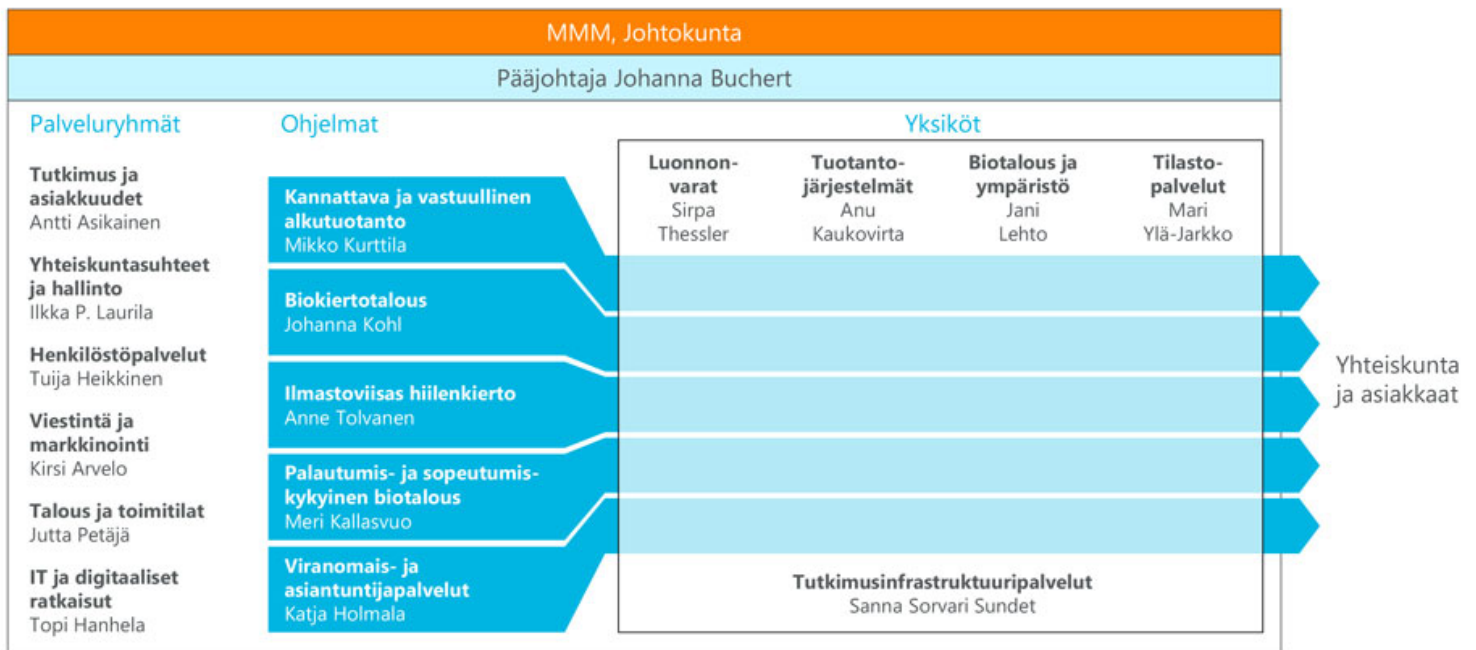 MMM, Johtokunta
Pääjohtaja Johanna Buchert
Palveluryhmät
Tutkimus ja
asiakkuudet
Antti Asikainen
Yhteiskuntasuhteet
ja hallinto
Ilkka P. Laurila
Henkilöstöpalvelut
Tuija Heikkinen
Viestintä ja
markkinointi
Kirsi Arvelo
Talous ja toimitilat
Jutta Petäjä
IT ja digitaaliset
ratkaisut
Topi Hanhela
Ohjelmat
Kannattava ja vastuullinen
alkutuotanto
Mikko Kurttila
Biokiertotalous
Johanna Kohl
Ilmastoviisas hiilenkierto
Anne Tolvanen
Palautumis- ja sopeutumis-
kykyinen biotalous
Meri Kallasvuo
Viranomais- ja
asiantuntijapalvelut
Katja Holmala
Yksiköt
Luonnon-
varat
Sirpa
Thessler
Tuotanto-
järjestelmät
Anu
Kaukovirta
Biotalous ja
ympäristö
Jani
Lehto
Tilasto-
palvelut
Mari
Ylä-Jarkko
Tutkimusinfrastruktuuripalvelut
Sanna Sorvari Sundet
Yhteiskunta
ja asiakkaat